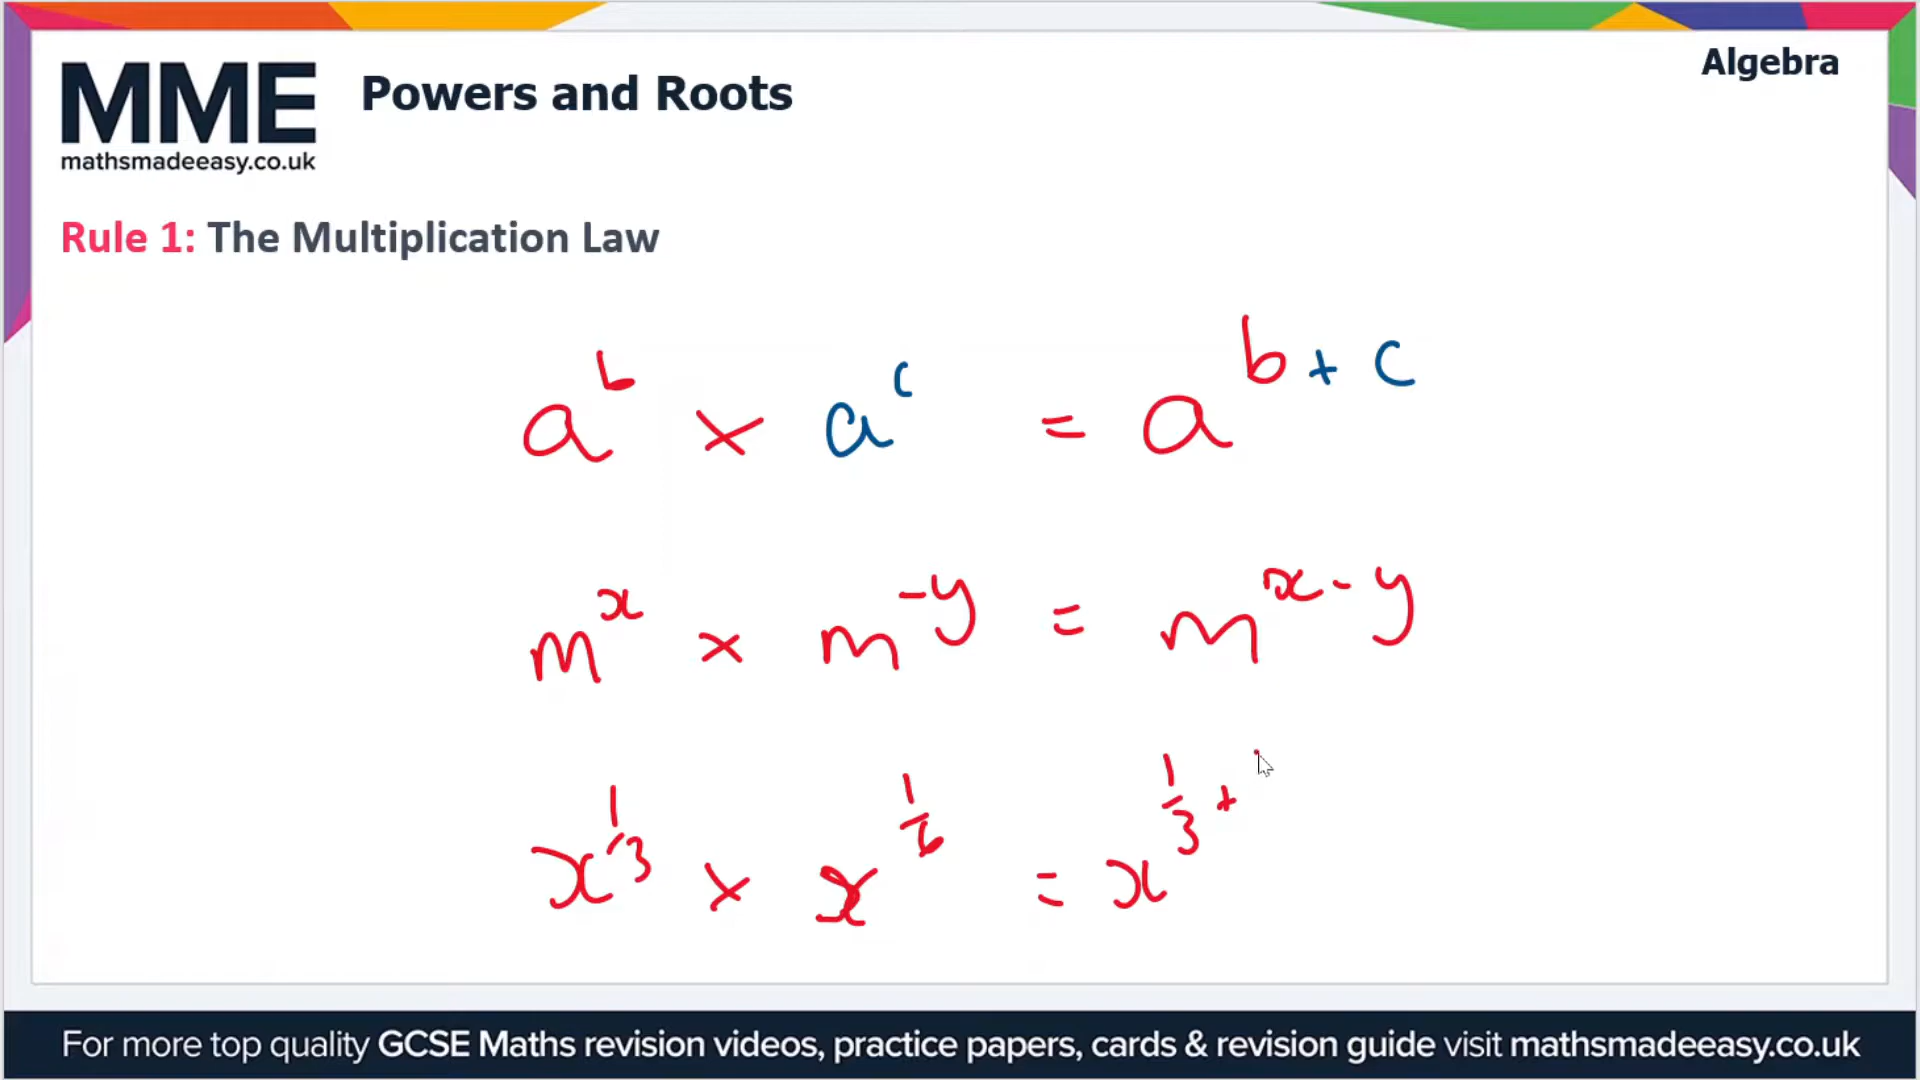 Algebra
MME Powers and Roots
mathsmadeeasy.co.uk
Rule 1: The Multiplication Law
a^b × a^c = a^{b + c}
m^x × m^{-y} = m^{x - y}
x^{1/3} × x^{1/6} = x^{1/3 +}
For more top quality GCSE Maths revision videos, practice papers, cards & revision guide visit mathsmadeeasy.co.uk